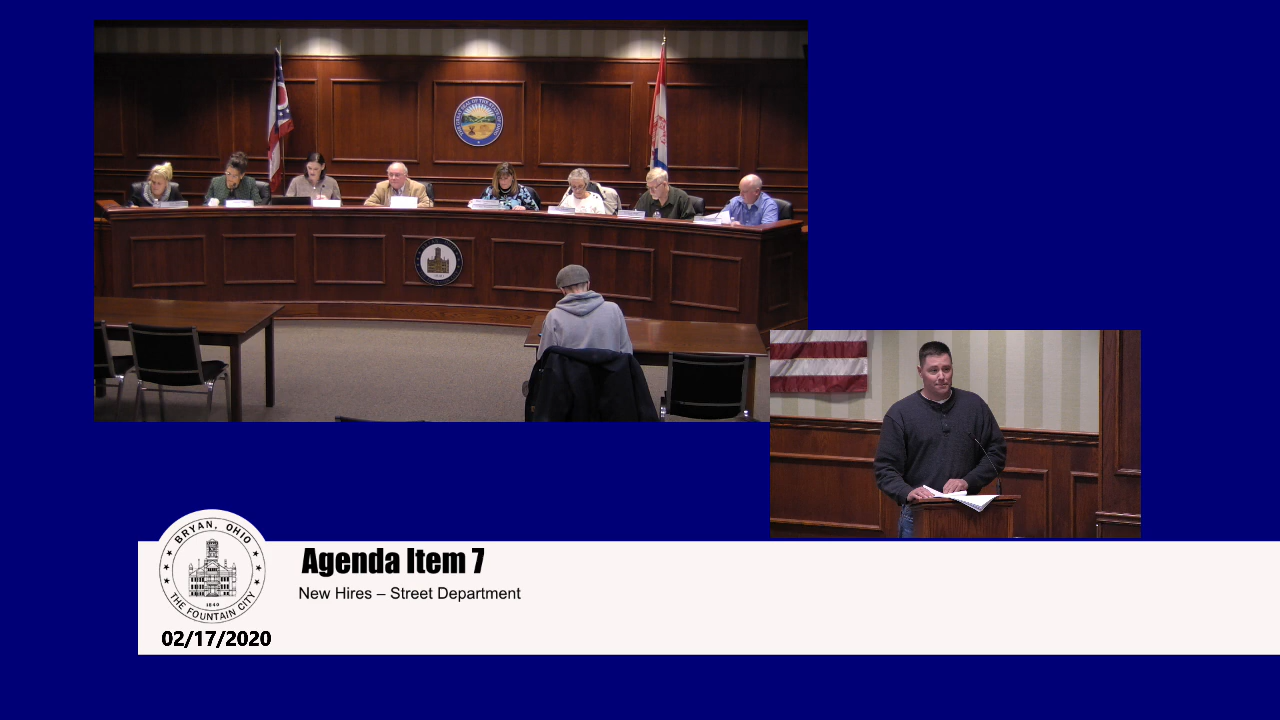 BRYAN, OHIO
1840
THE FOUNTAIN CITY
02/17/2020
Agenda Item 7
New Hires – Street Department